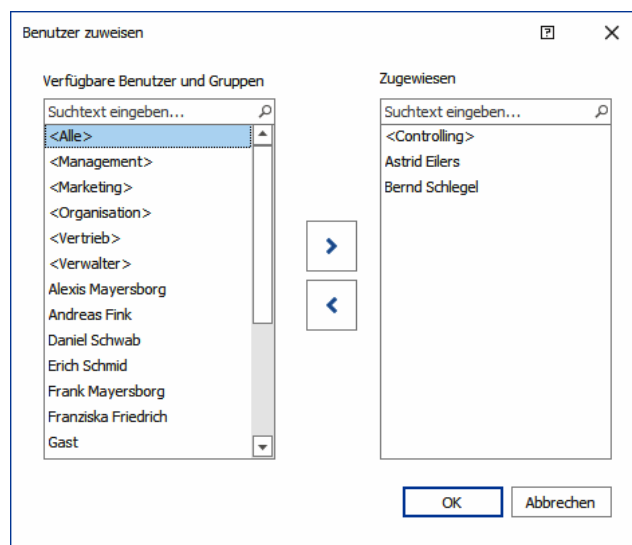 Benutzer zuweisen
Verfügbare Benutzer und Gruppen
Suchtext eingeben...
<Alle>
<Management>
<Marketing>
<Organisation>
<Vertrieb>
<Verwalter>
Alexis Mayersborg
Andreas Fink
Daniel Schwab
Erich Schmid
Frank Mayersborg
Franziska Friedrich
Gast
Zugewiesen
Suchtext eingeben...
<Controlling>
Astrid Eilers
Bernd Schlegel
OK
Abbrechen